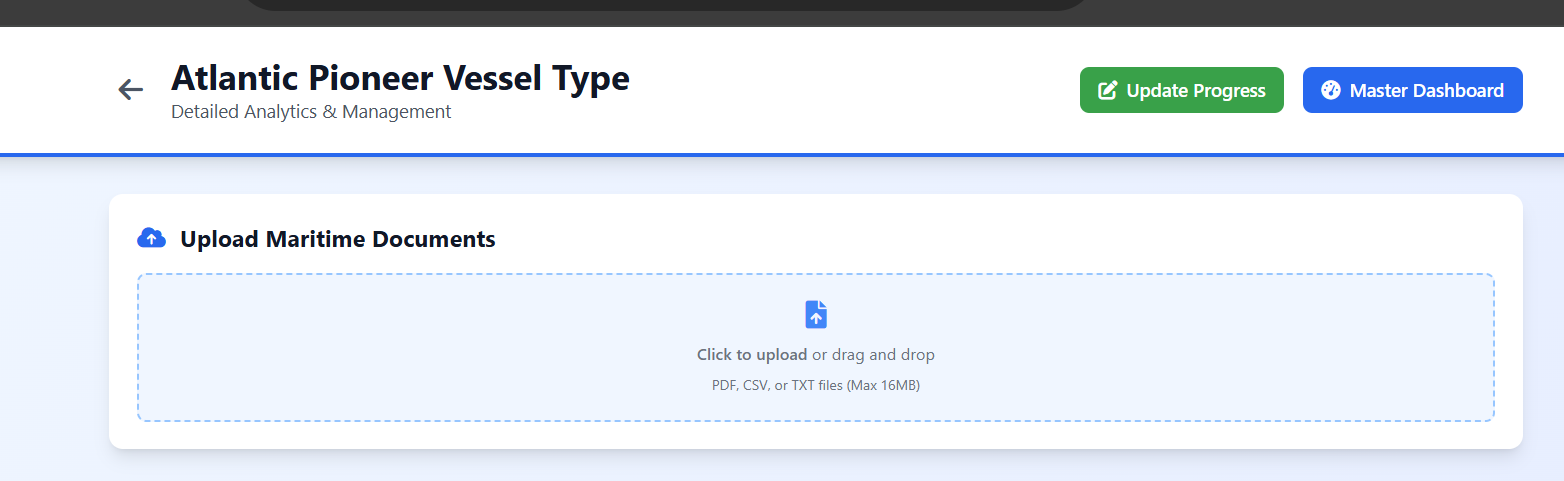 Atlantic Pioneer Vessel Type
Detailed Analytics & Management
Update Progress
Master Dashboard
Upload Maritime Documents
Click to upload or drag and drop
PDF, CSV, or TXT files (Max 16MB)